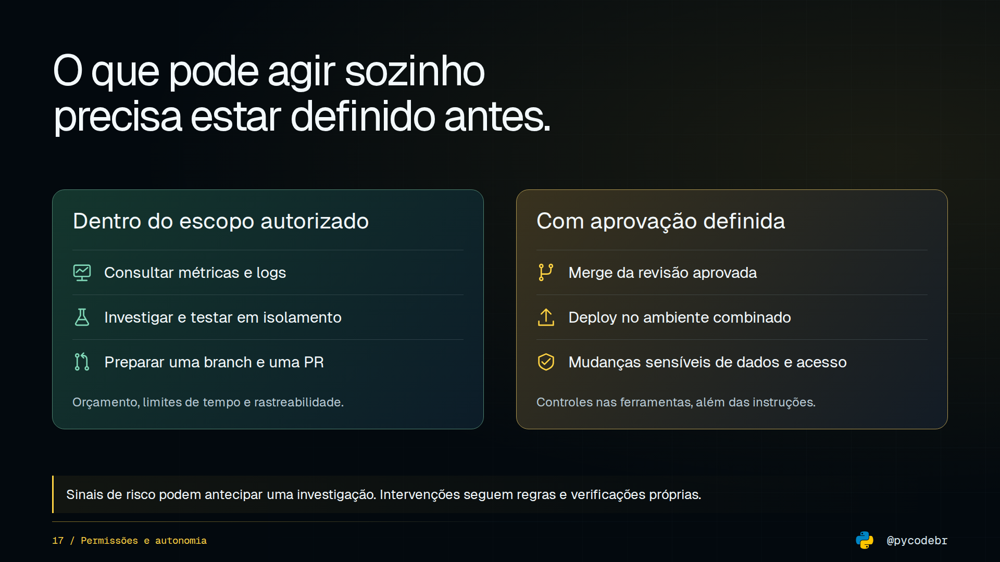 O que pode agir sozinho
precisa estar definido antes.
Dentro do escopo autorizado
Consultar métricas e logs
Investigar e testar em isolamento
Preparar uma branch e uma PR
Orçamento, limites de tempo e rastreabilidade.
Com aprovação definida
Merge da revisão aprovada
Deploy no ambiente combinado
Mudanças sensíveis de dados e acesso
Controles nas ferramentas, além das instruções.
Sinais de risco podem antecipar uma investigação. Intervenções seguem regras e verificações próprias.
17 / Permissões e autonomia
@pycodebr